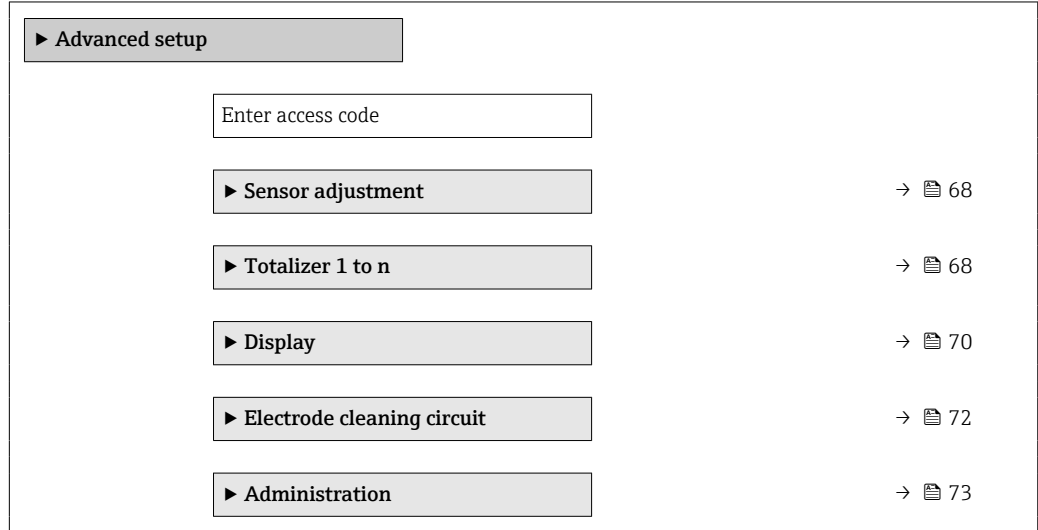 ▶ Advanced setup
Enter access code
▶ Sensor adjustment → 68
▶ Totalizer 1 to n → 68
▶ Display → 70
▶ Electrode cleaning circuit → 72
▶ Administration → 73